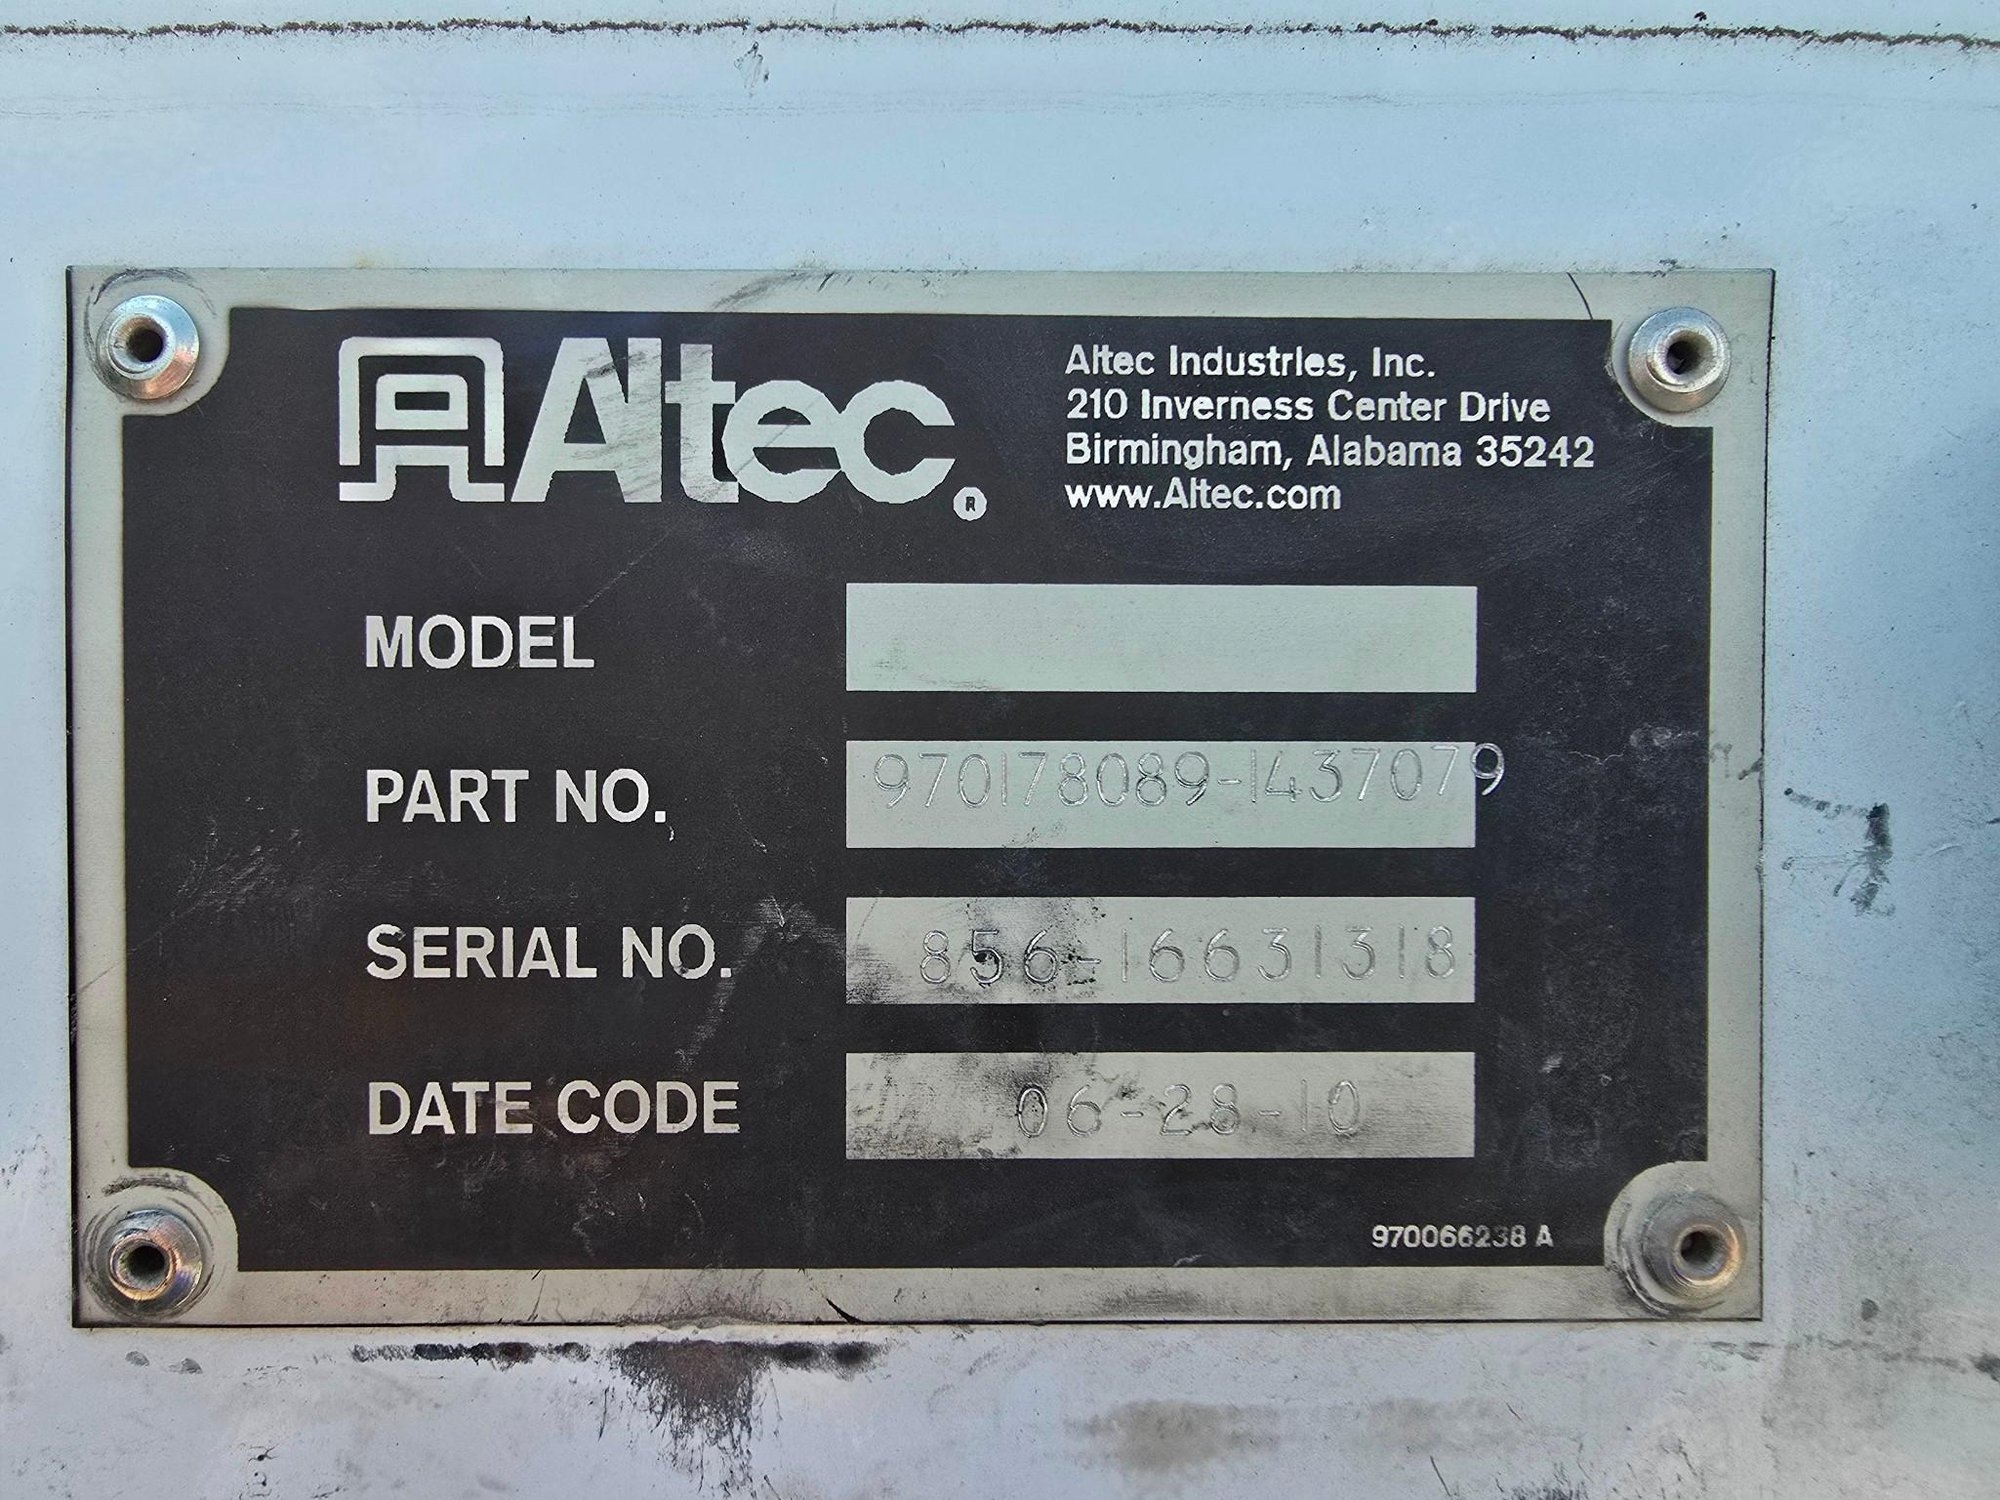 Altec ®
Altec Industries, Inc.
210 Inverness Center Drive
Birmingham, Alabama 35242
www.Altec.com
MODEL
PART NO. 970178089-1437079
SERIAL NO. 856-16631318
DATE CODE 06-28-10
970066238 A